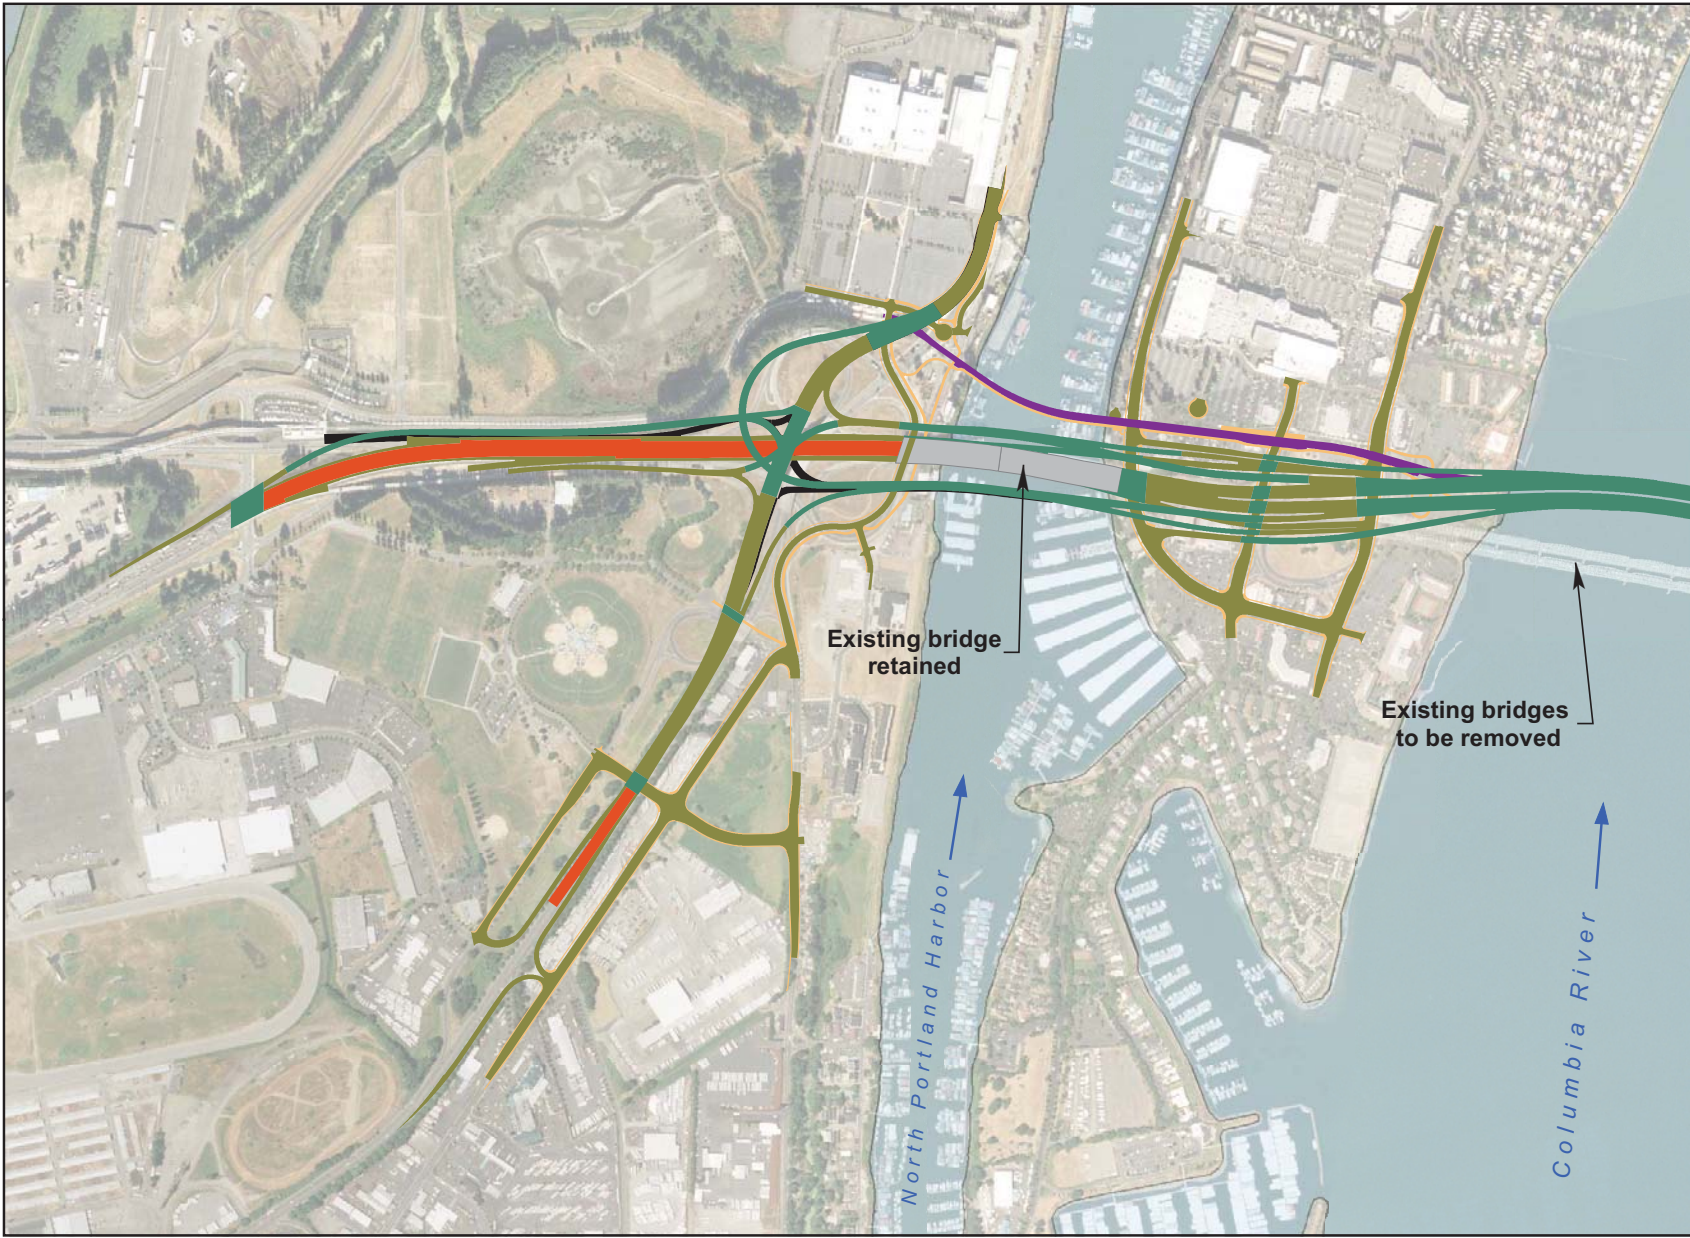 Existing bridge
retained
Existing bridges
to be removed
North Portland Harbor
Columbia River